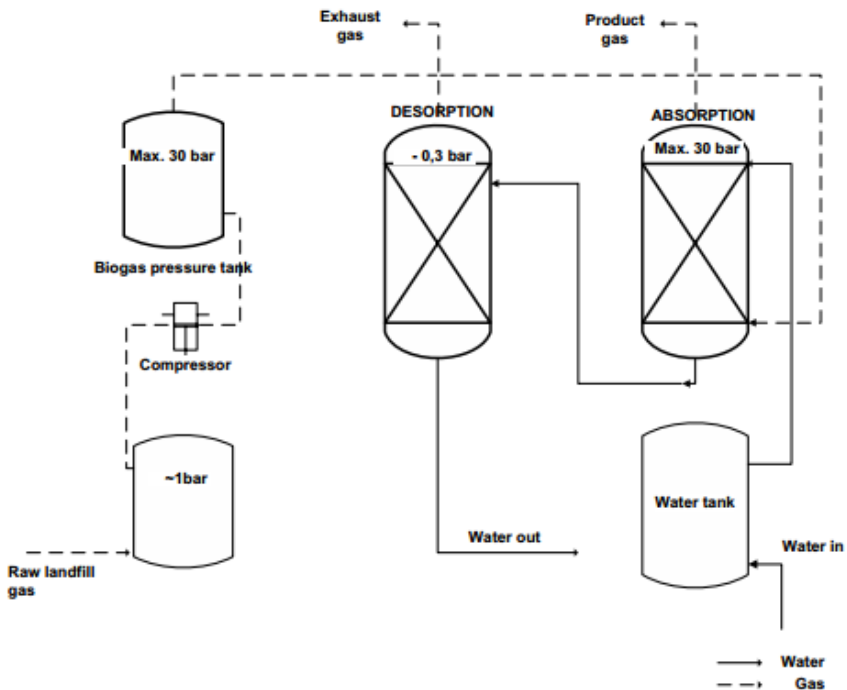 Exhaust
gas
Product
gas
DESORPTION
ABSORPTION
Max. 30 bar
- 0,3 bar
Max. 30 bar
Biogas pressure tank
Compressor
~1bar
Water tank
Water out
Water in
Raw landfill
gas
Water
Gas